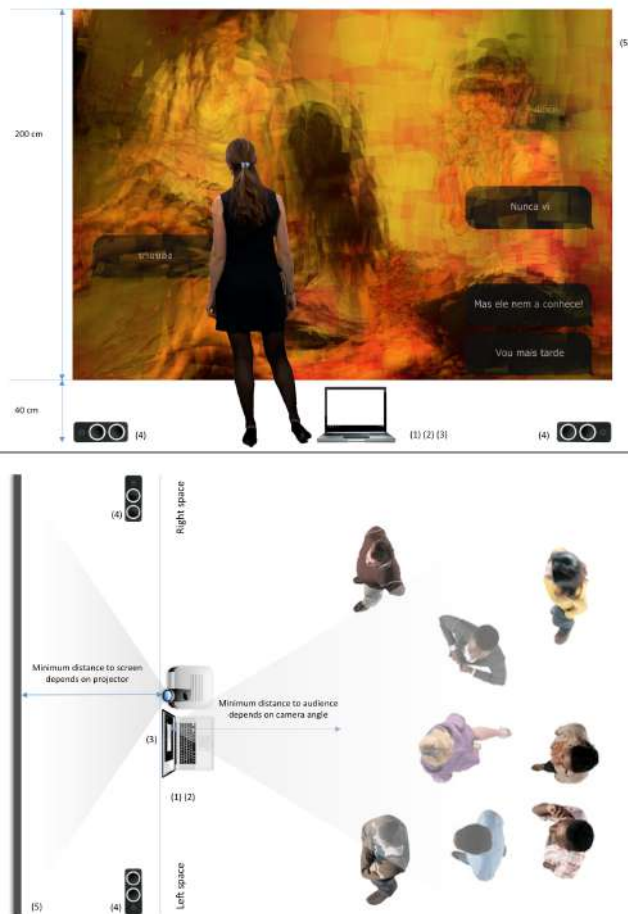 (5
200 cm
Nunca vi
Mas ele nem a conhece!
Vou mais tarde
40 cm
(4)
(1) (2) (3)
(4)
(4)
Right space
Minimum distance to screen
depends on projector
Minimum distance to audience
depends on camera angle
(3)
(1) (2)
(5)
(4)
Left space